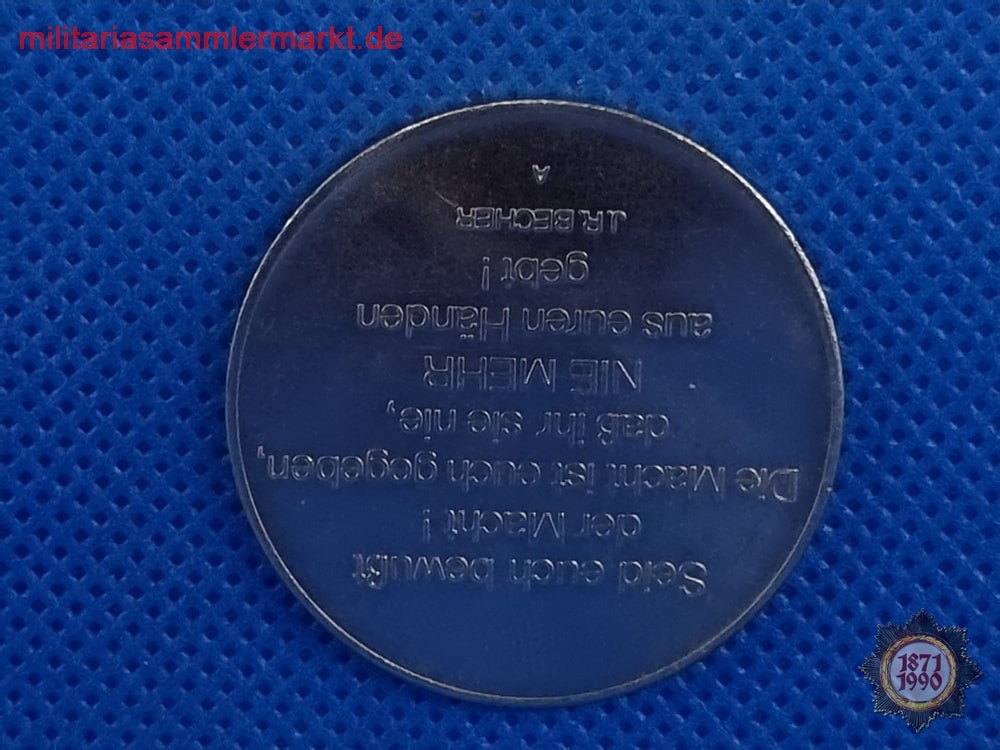 militariasammlermarkt.de
Seid euch bewußt
der Macht!
Die Macht ist euch gegeben,
daß ihr sie nie,
NIE MEHR
aus euren Händen
gebt!
J.R. BECHER
A
1871
1990